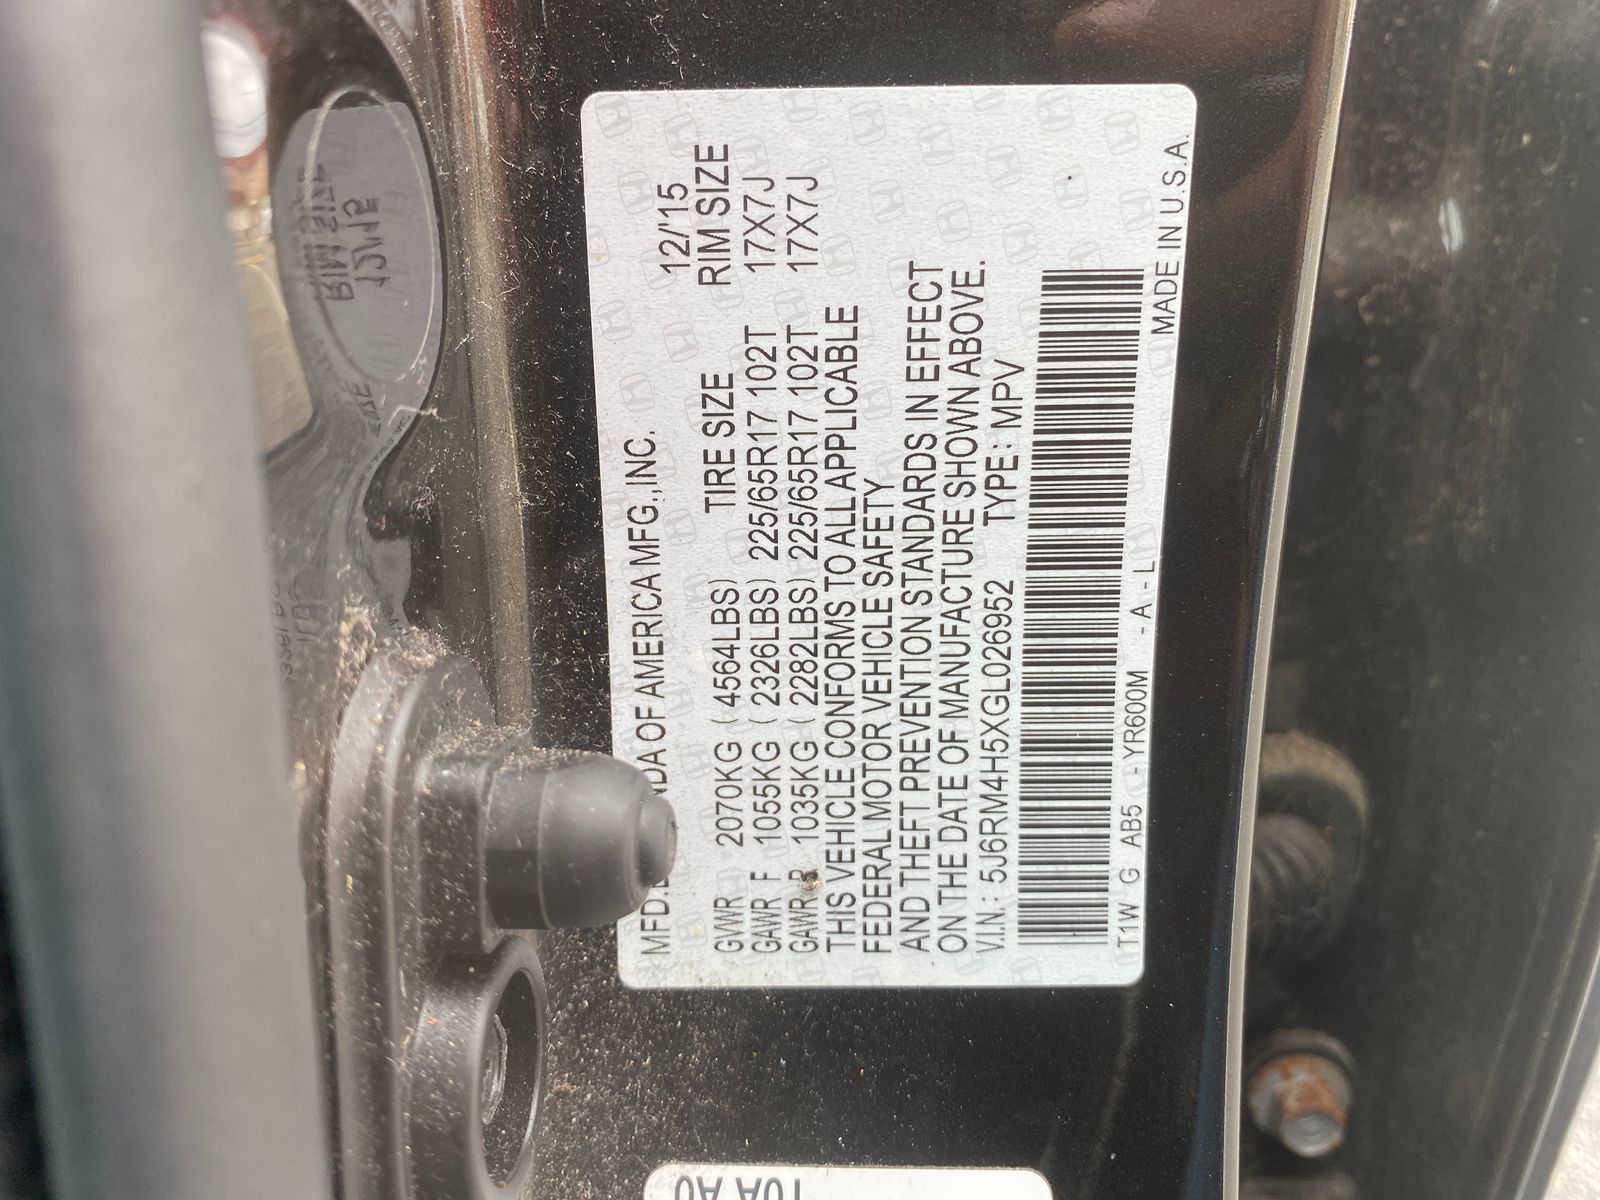 MFD. NDA OF AMERICA MFG., INC. 12/'15
TIRE SIZE RIM SIZE
GVWR 2070KG ( 4564LBS)
GAWR F 1055KG ( 2326LBS) 225/65R17 102T 17X7J
GAWR R 1035KG ( 2282LBS) 225/65R17 102T 17X7J
THIS VEHICLE CONFORMS TO ALL APPLICABLE
FEDERAL MOTOR VEHICLE SAFETY
AND THEFT PREVENTION STANDARDS IN EFFECT
ON THE DATE OF MANUFACTURE SHOWN ABOVE.
V.I.N.: 5J6RM4H5XGL026952 TYPE: MPV
T1W G AB5 -YR600M -A-L MADE IN U.S.A.